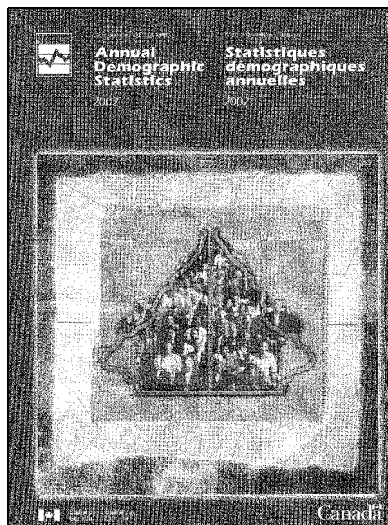 Annual
Demographic
Statistics
2002
Statistiques
démographiques
annuelles
2002
Canada